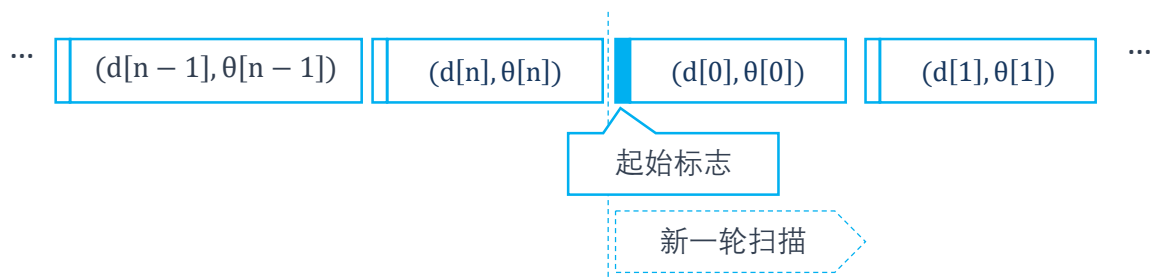 ... (d[n − 1], θ[n − 1]) (d[n], θ[n]) (d[0], θ[0]) (d[1], θ[1]) ...
起始标志
新一轮扫描